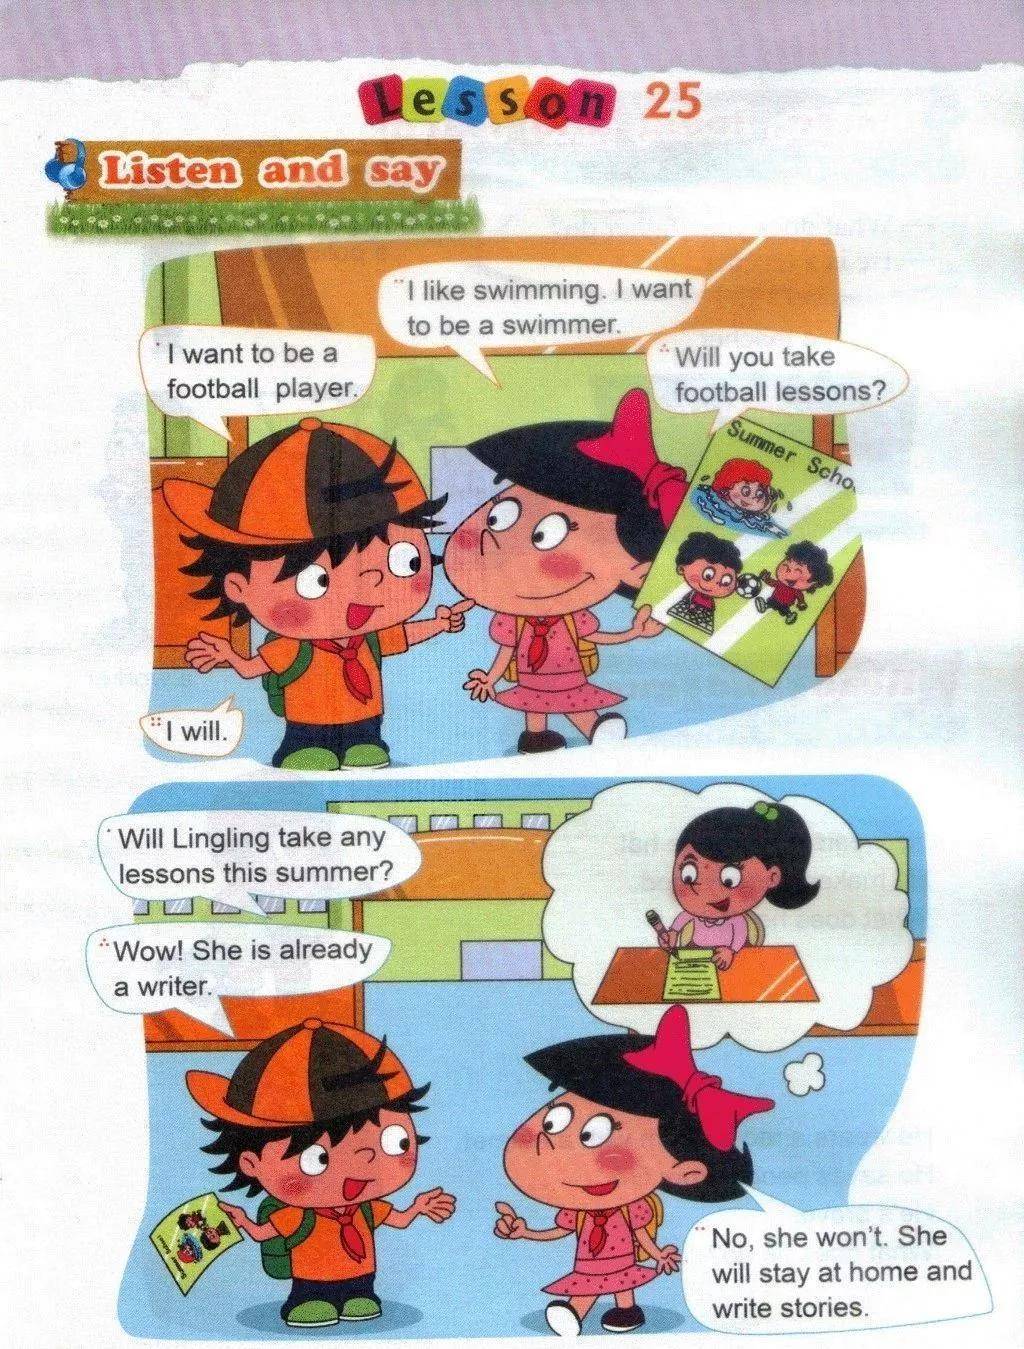 Lesson 25
Listen and say
I want to be a
football player.
I like swimming. I want
to be a swimmer.
Will you take
football lessons?
Summer Scho
I will.
Will Lingling take any
lessons this summer?
No, she won't. She
will stay at home and
write stories.
Wow! She is already
a writer.